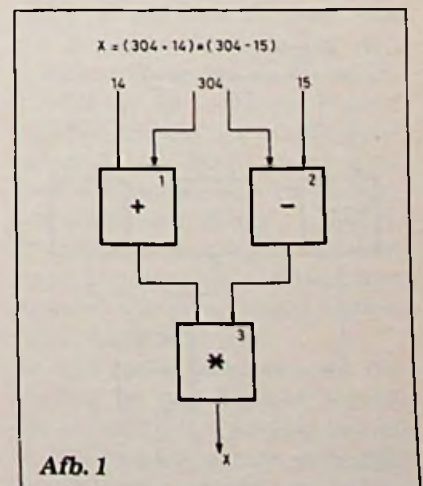 X = (304 + 14) * (304 - 15)
14 304 15
1 2
+ -
3
*
X
Afb. 1